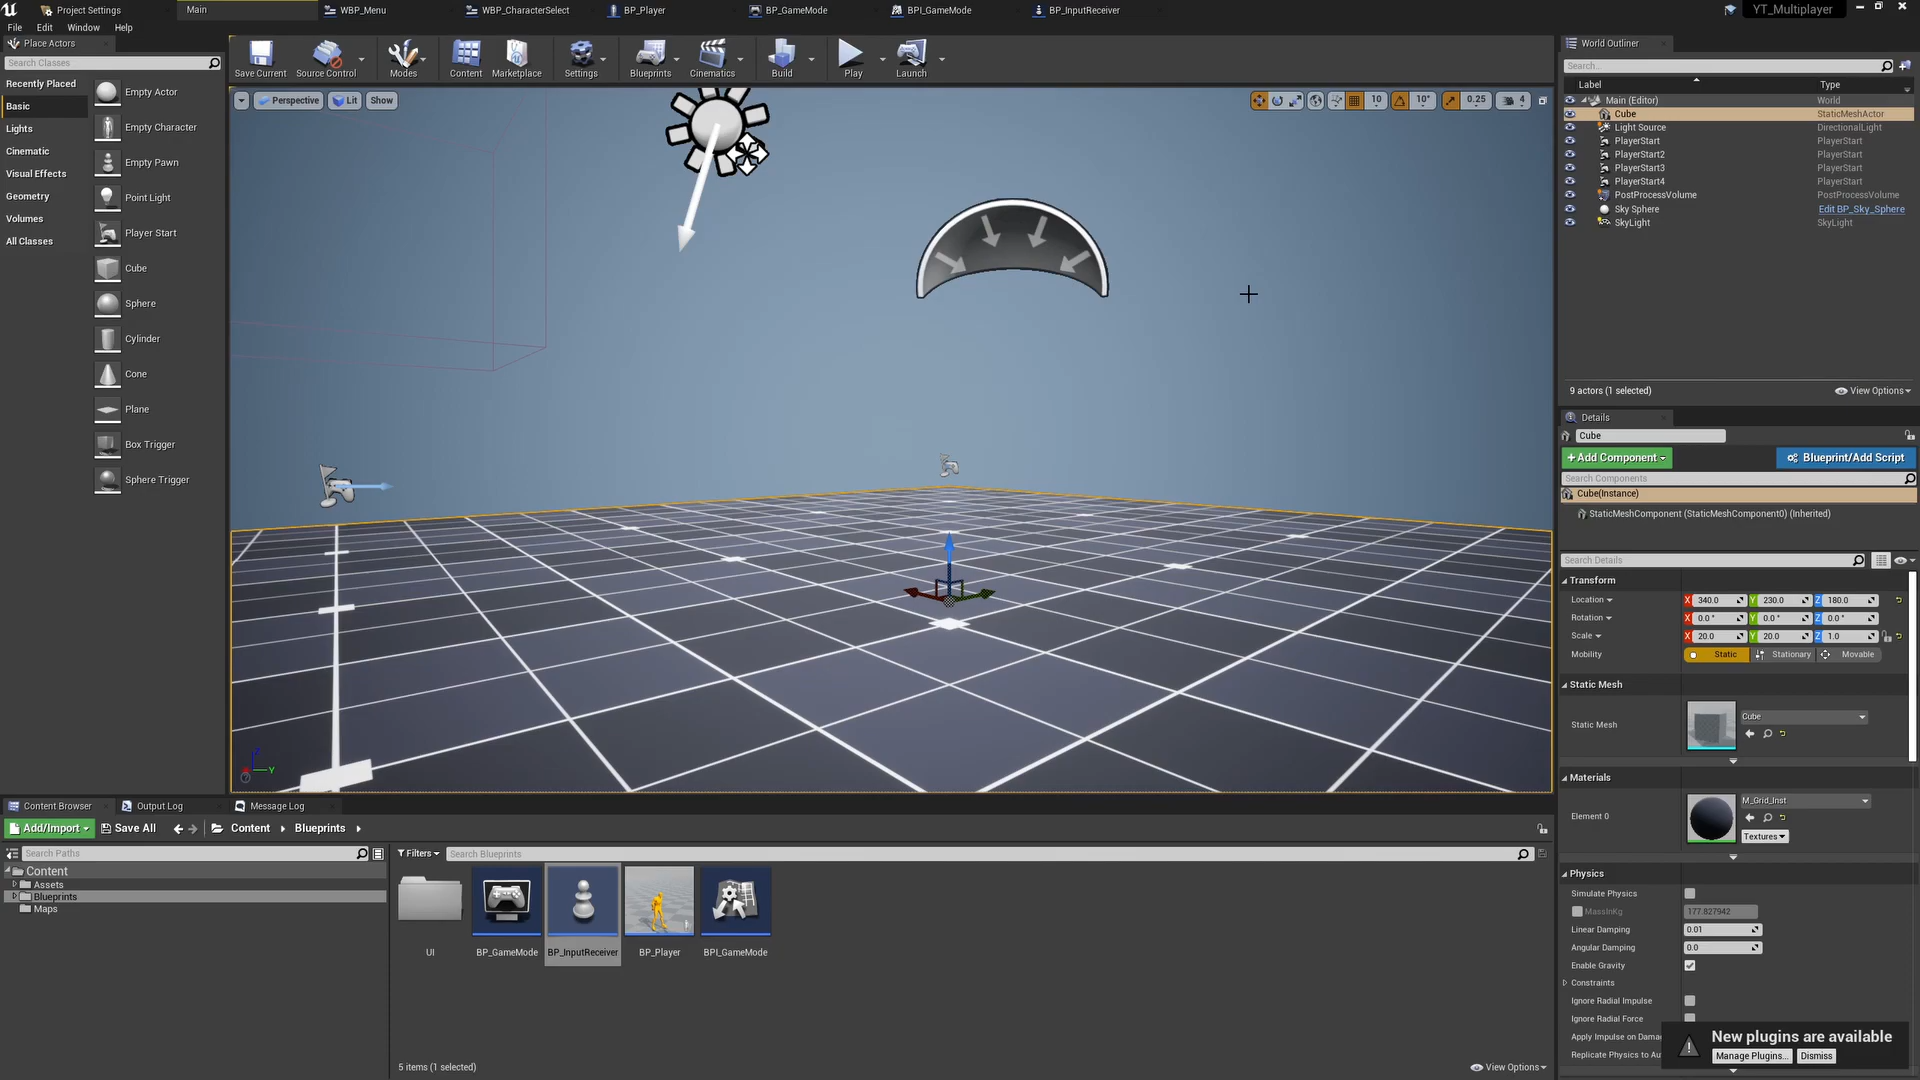 Project Settings
Main
WBP_Menu
WBP_CharacterSelect
BP_Player
BP_GameMode
BPI_GameMode
BP_InputReceiver
YT_Multiplayer
File Edit Window Help
Place Actors
Search Classes
Recently Placed
Basic
Lights
Cinematic
Visual Effects
Geometry
Volumes
All Classes
Empty Actor
Empty Character
Empty Pawn
Point Light
Player Start
Cube
Sphere
Cylinder
Cone
Plane
Box Trigger
Sphere Trigger
Save Current
Source Control
Modes
Content
Marketplace
Settings
Blueprints
Cinematics
Build
Play
Launch
Perspective
Lit
Show
10
10°
0.25
4
Y
World Outliner
Search...
Label Type
Main (Editor) World
Cube StaticMeshActor
Light Source DirectionalLight
PlayerStart PlayerStart
PlayerStart2 PlayerStart
PlayerStart3 PlayerStart
PlayerStart4 PlayerStart
PostProcessVolume PostProcessVolume
Sky Sphere Edit BP_Sky_Sphere
SkyLight SkyLight
9 actors (1 selected)
View Options
Details
Cube
+Add Component
Blueprint/Add Script
Search Components
Cube(Instance)
StaticMeshComponent (StaticMeshComponent0) (Inherited)
Search Details
Transform
Location X 340.0 Y 230.0 Z 180.0
Rotation X 0.0 ° Y 0.0 ° Z 0.0 °
Scale X 20.0 Y 20.0 Z 1.0
Mobility Static Stationary Movable
Static Mesh
Static Mesh
Cube
Materials
Element 0
M_Grid_Inst
Textures
Physics
Simulate Physics
MassInKg 177.827942
Linear Damping 0.01
Angular Damping 0.0
Enable Gravity
Constraints
Ignore Radial Impulse
Ignore Radial Force
Apply Impulse on Dama
Replicate Physics to Au
New plugins are available
Manage Plugins...
Dismiss
Content Browser
Output Log
Message Log
Add/Import
Save All
Content
Blueprints
Search Paths
Content
Assets
Blueprints
Maps
Filters
Search Blueprints
UI
BP_GameMode
BP_InputReceiver
BP_Player
BPI_GameMode
5 items (1 selected)
View Options